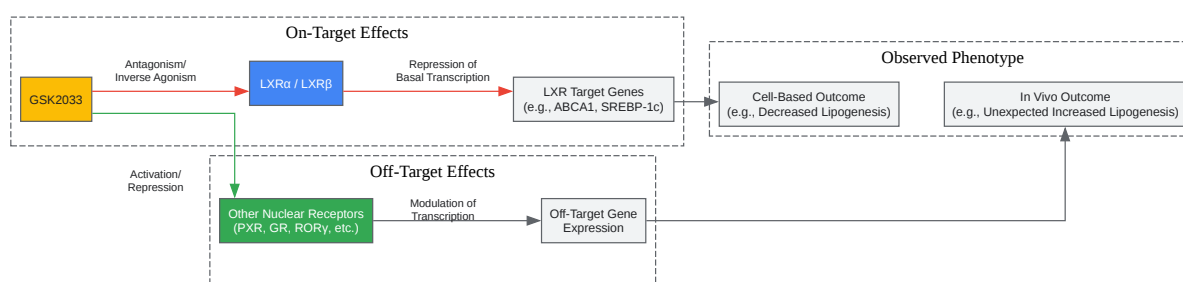 On-Target Effects
Observed Phenotype
Antagonism/
Inverse Agonism
Repression of
Basal Transcription
GSK2033
LXRα / LXRβ
LXR Target Genes
(e.g., ABCA1, SREBP-1c)
Cell-Based Outcome
(e.g., Decreased Lipogenesis)
In Vivo Outcome
(e.g., Unexpected Increased Lipogenesis)
Activation/
Repression
Off-Target Effects
Other Nuclear Receptors
(PXR, GR, RORγ, etc.)
Modulation of
Transcription
Off-Target Gene
Expression